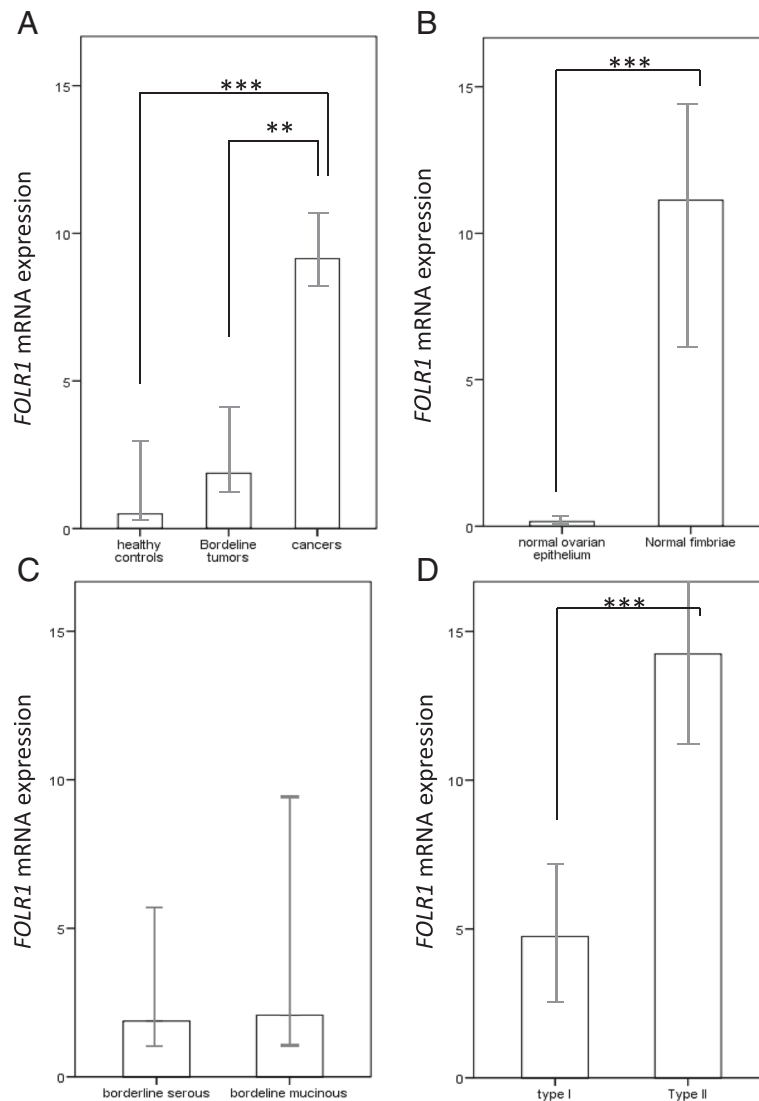 A
FOLR1 mRNA expression
15
10
5
0
***
**
healthy controls
Bordeline tumors
cancers
B
FOLR1 mRNA expression
15
10
5
0
***
normal ovarian epithelium
Normal fimbriae
C
FOLR1 mRNA expression
15
10
5
0
borderline serous
bordeline mucinous
D
FOLR1 mRNA expression
15
10
5
0
***
type I
Type II